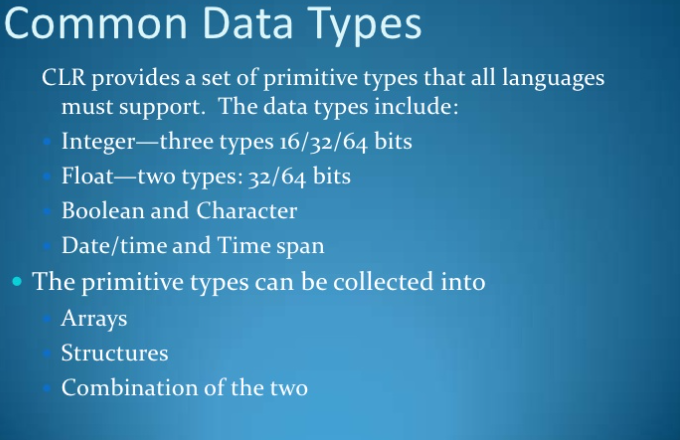 Common Data Types
CLR provides a set of primitive types that all languages
must support.  The data types include:
Integer—three types 16/32/64 bits
Float—two types: 32/64 bits
Boolean and Character
Date/time and Time span
The primitive types can be collected into
Arrays
Structures
Combination of the two